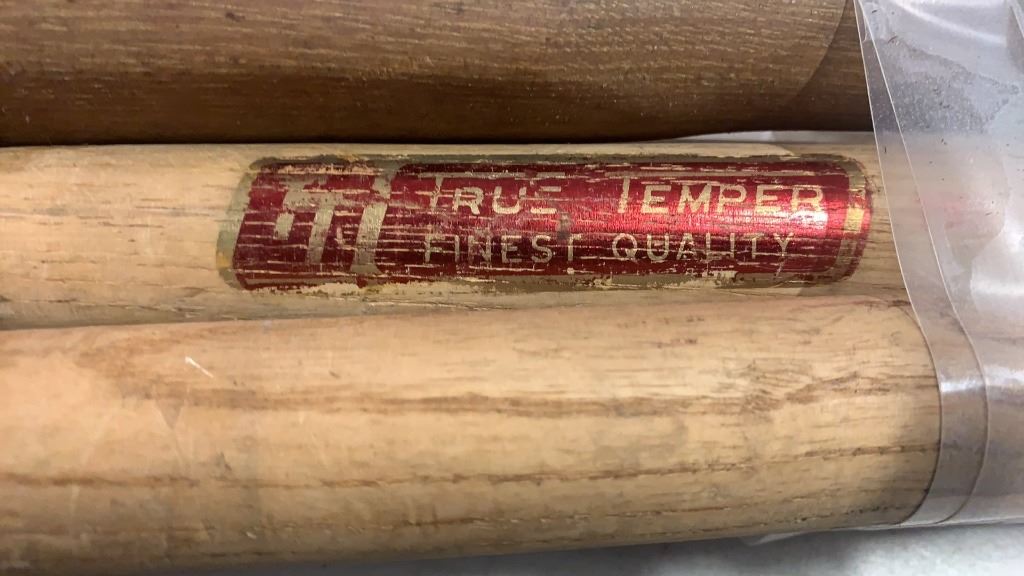 TRUE TEMPER
FINEST QUALITY